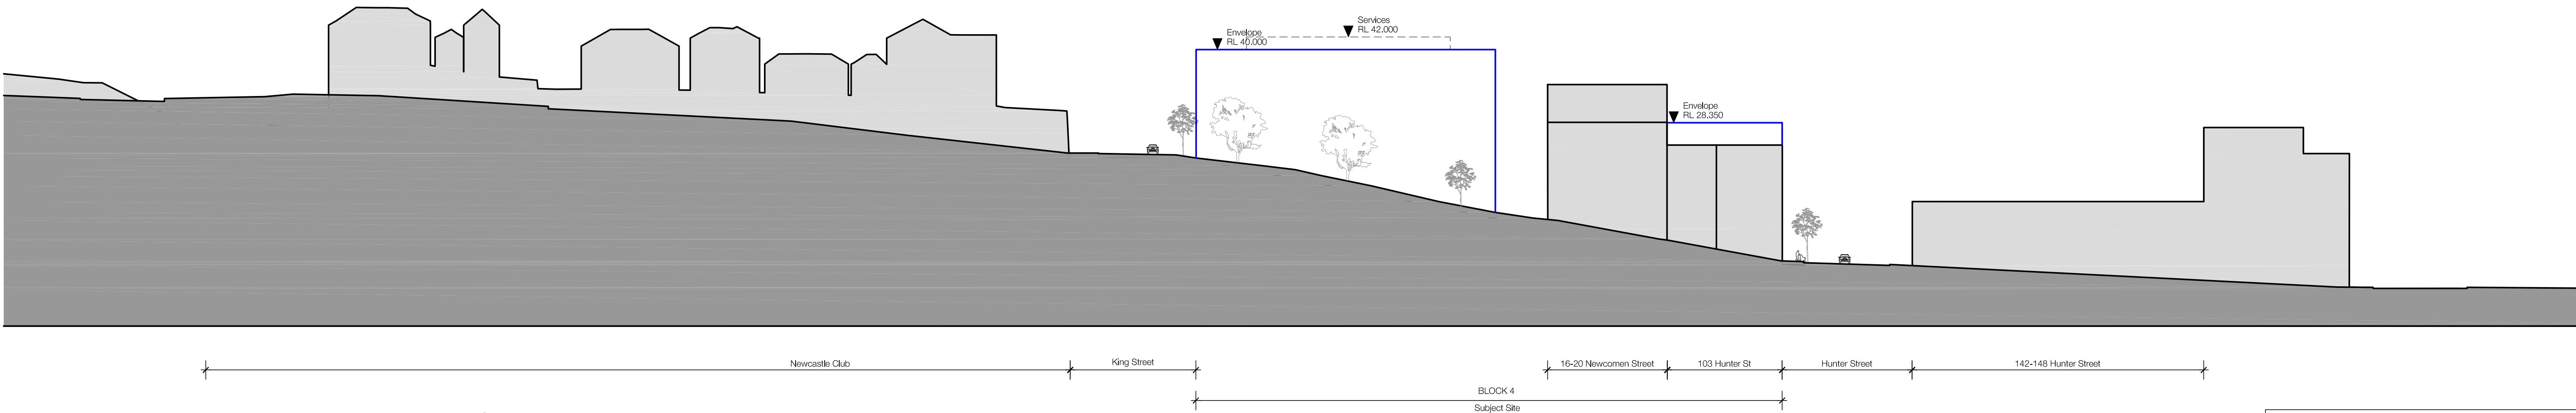 Services
RL 42.000
Envelope
RL 40,000
Envelope
RL 28,350
Newcastle Club
King Street
16-20 Newcomen Street
103 Hunter St
Hunter Street
142-148 Hunter Street
BLOCK 4
Subject Site